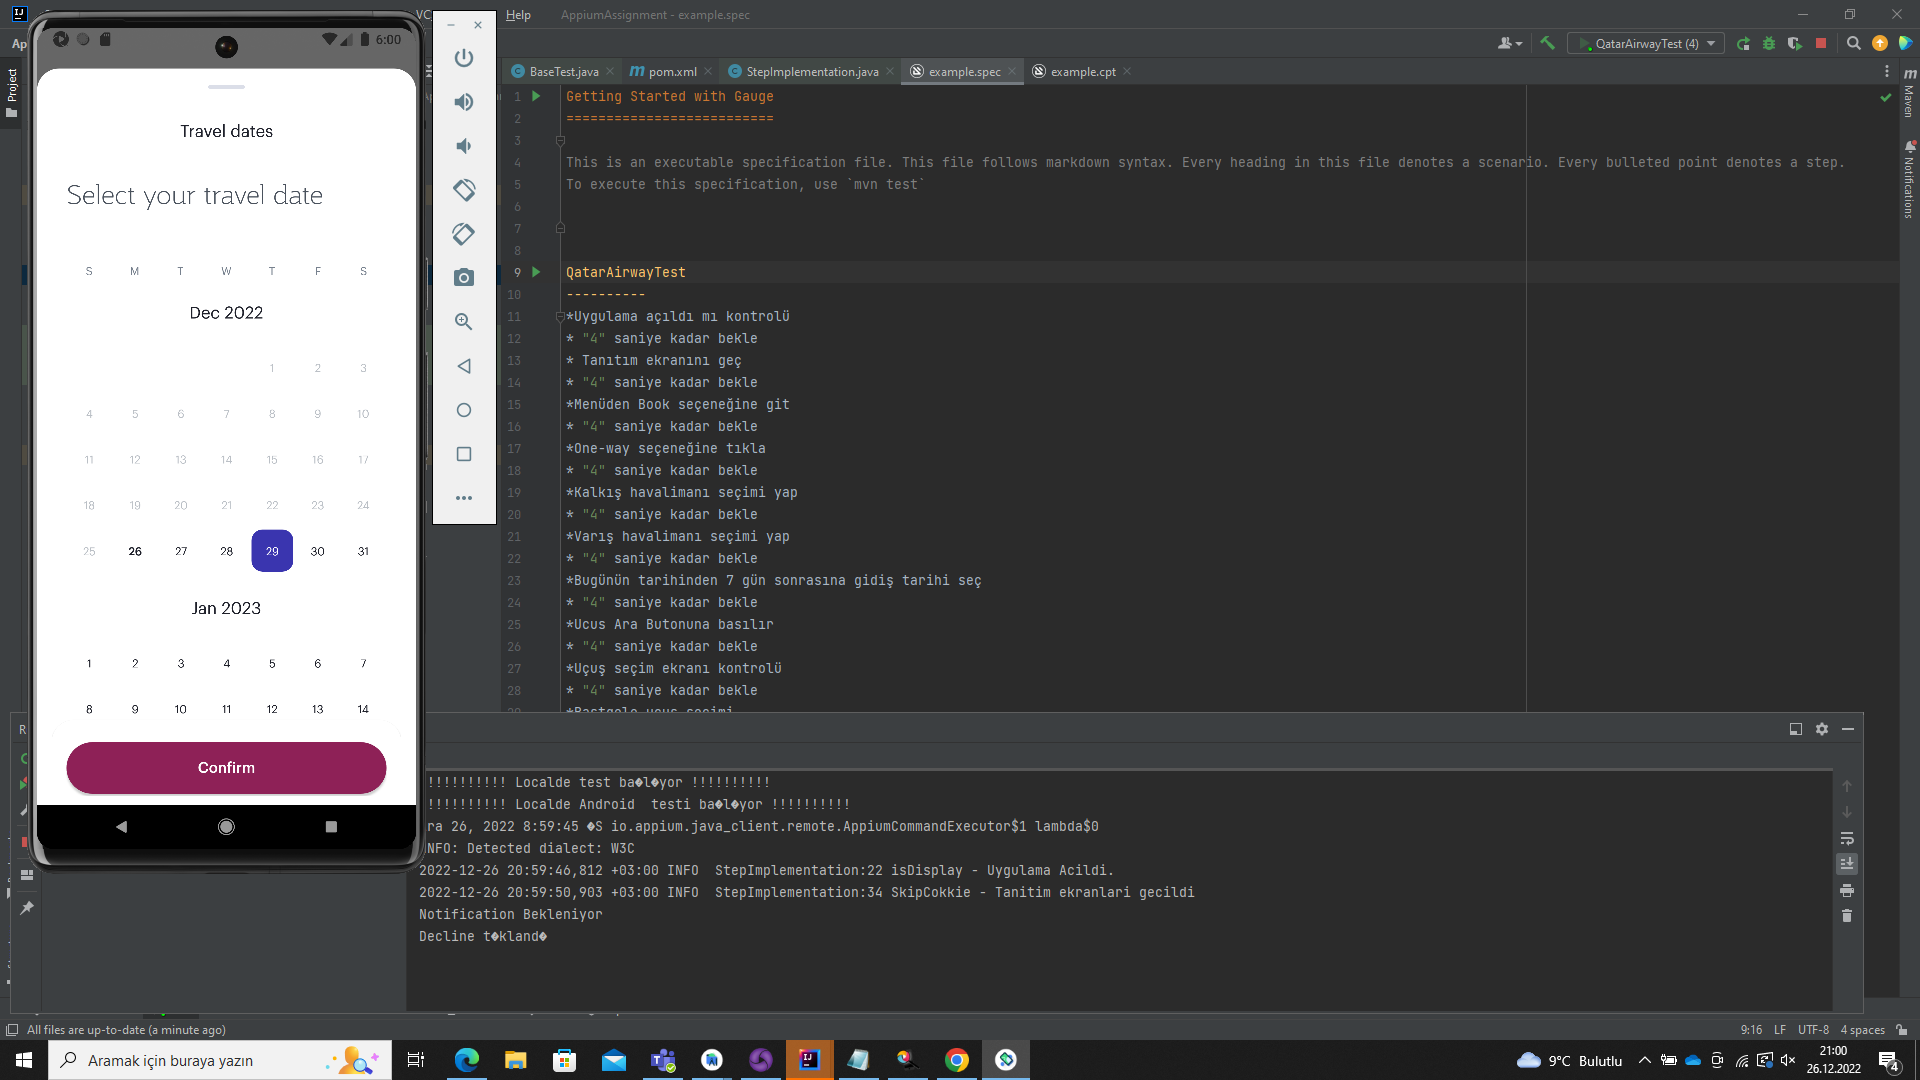 Help
AppiumAssignment - example.spec
QatarAirwayTest (4)
BaseTest.java
pom.xml
StepImplementation.java
example.spec
example.cpt
Project
Maven
Notifications
6:00
Travel dates
Select your travel date
S M T W T F S
Dec 2022
1 2 3
4 5 6 7 8 9 10
11 12 13 14 15 16 17
18 19 20 21 22 23 24
25 26 27 28 29 30 31
Jan 2023
1 2 3 4 5 6 7
8 9 10 11 12 13 14
Confirm
1 Getting Started with Gauge
2 ==========================
3
4 This is an executable specification file. This file follows markdown syntax. Every heading in this file denotes a scenario. Every bulleted point denotes a step.
5 To execute this specification, use `mvn test`
6
7
8
9 QatarAirwayTest
10 ----------
11 *Uygulama açıldı mı kontrolü
12 * "4" saniye kadar bekle
13 * Tanıtım ekranını geç
14 * "4" saniye kadar bekle
15 *Menüden Book seçeneğine git
16 * "4" saniye kadar bekle
17 *One-way seçeneğine tıkla
18 * "4" saniye kadar bekle
19 *Kalkış havalimanı seçimi yap
20 * "4" saniye kadar bekle
21 *Varış havalimanı seçimi yap
22 * "4" saniye kadar bekle
23 *Bugünün tarihinden 7 gün sonrasına gidiş tarihi seç
24 * "4" saniye kadar bekle
25 *Ucus Ara Butonuna basılır
26 * "4" saniye kadar bekle
27 *Uçuş seçim ekranı kontrolü
28 * "4" saniye kadar bekle
!!!!!!!!!! Localde test ba�l�yor !!!!!!!!!!
!!!!!!!!!! Localde Android  testi ba�l�yor !!!!!!!!!!
ra 26, 2022 8:59:45 �S io.appium.java_client.remote.AppiumCommandExecutor$1 lambda$0
NFO: Detected dialect: W3C
2022-12-26 20:59:46,812 +03:00 INFO  StepImplementation:22 isDisplay - Uygulama Acildi.
2022-12-26 20:59:50,903 +03:00 INFO  StepImplementation:34 SkipCokkie - Tanitim ekranlari gecildi
Notification Bekleniyor
Decline t�kland�
All files are up-to-date (a minute ago)
9:16 LF UTF-8 4 spaces
Aramak için buraya yazın
9°C Bulutlu
21:00
26.12.2022
4